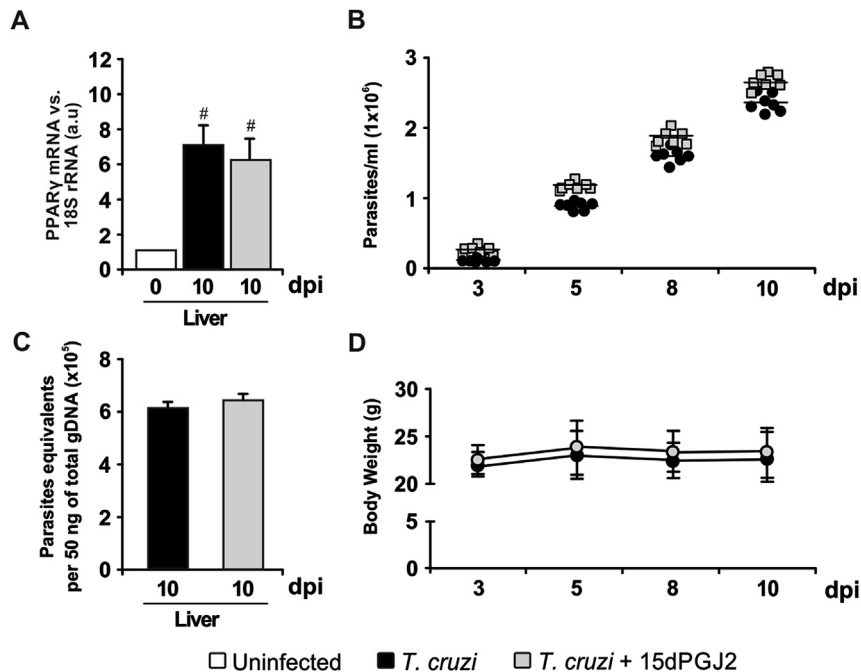 A
PPARγ mRNA vs.
18S rRNA (a.u)
12
10
8
6
4
2
0
#
#
0 10 10 dpi
Liver
B
Parasites/ml (1x10⁶)
3
2
1
0
3 5 8 10 dpi
C
Parasites equivalents
per 50 ng of total gDNA (x10⁵)
8
6
4
2
0
10 10 dpi
Liver
D
Body Weight (g)
30
25
20
5
0
3 5 8 10 dpi
Uninfected T. cruzi T. cruzi + 15dPGJ2